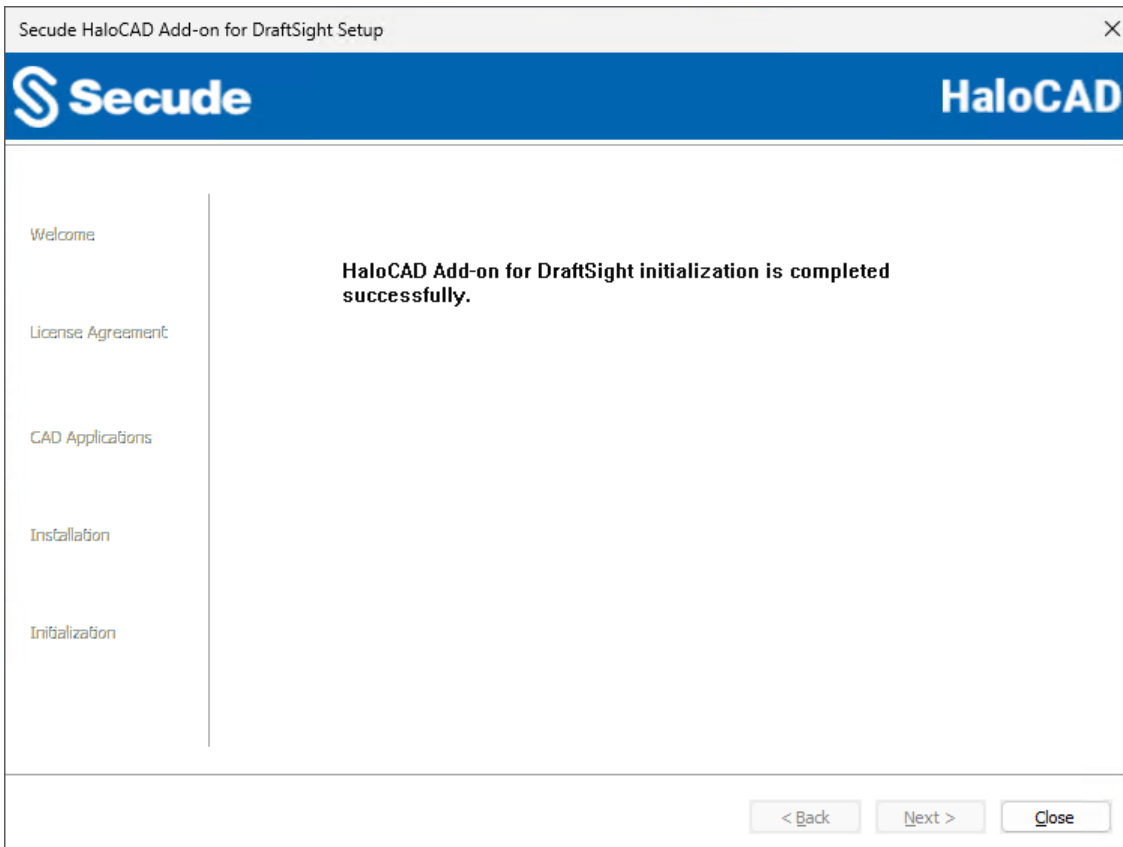 Secude HaloCAD Add-on for DraftSight Setup
Secude
HaloCAD
Welcome
License Agreement
CAD Applications
Installation
Initialization
HaloCAD Add-on for DraftSight initialization is completed
successfully.
< Back
Next >
Close